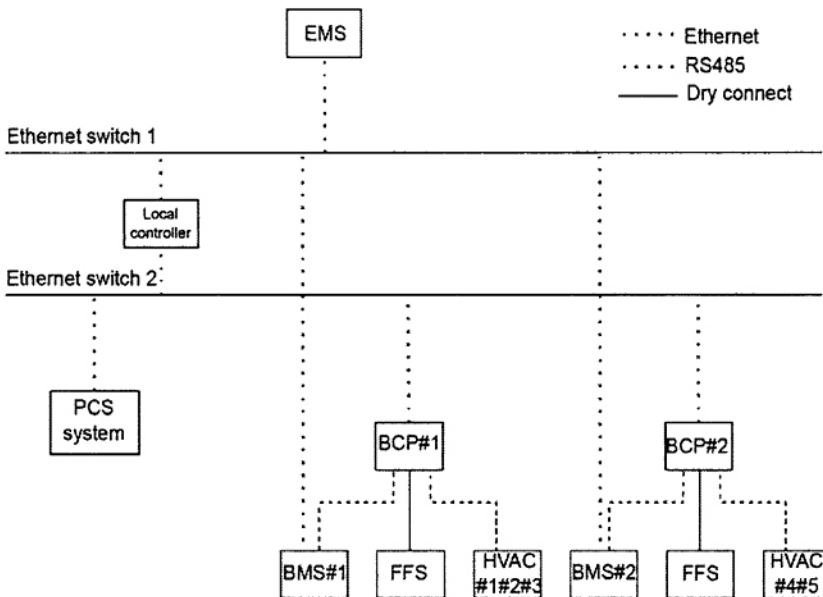 EMS
Ethernet
RS485
Dry connect
Ethernet switch 1
Local
controller
Ethernet switch 2
PCS
system
BCP#1
BCP#2
BMS#1
FFS
HVAC
#1#2#3
BMS#2
FFS
HVAC
#4#5